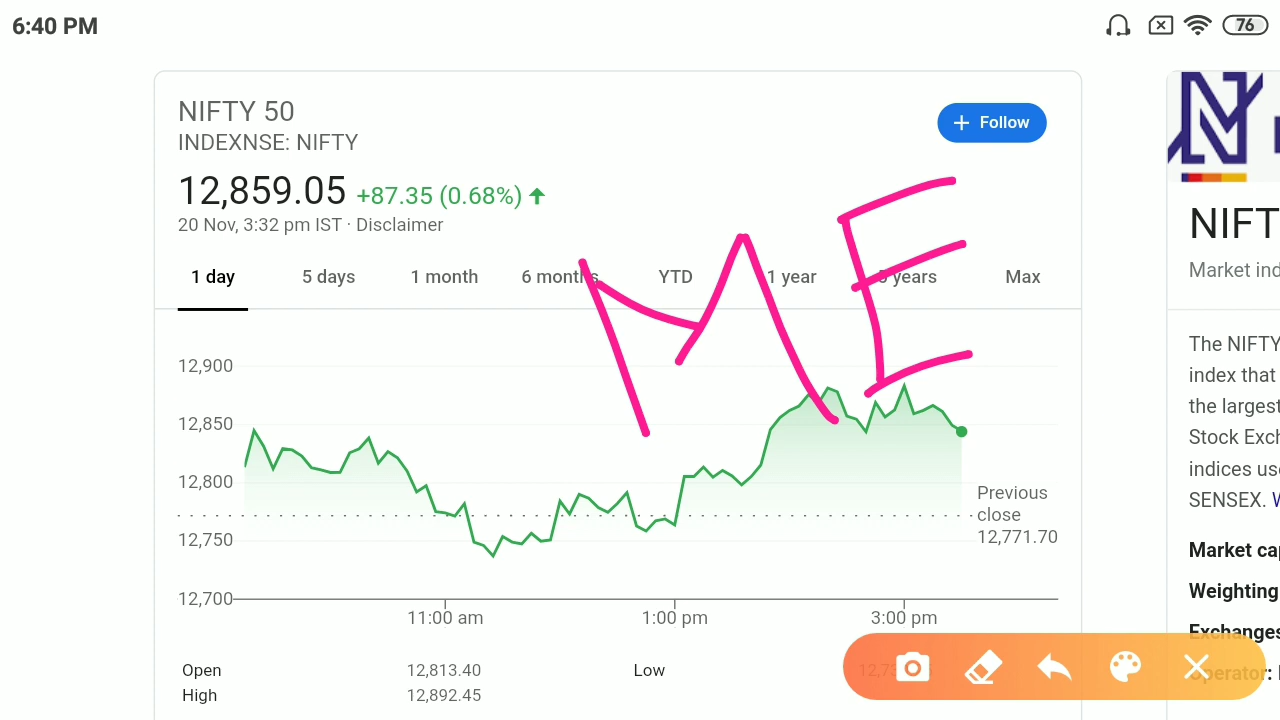 6:40 PM
76
NIFTY 50
INDEXNSE: NIFTY
+ Follow
12,859.05 +87.35 (0.68%)
20 Nov, 3:32 pm IST · Disclaimer
1 day 5 days 1 month 6 months YTD 1 year 5 years Max
ME
12,900
12,850
12,800
12,750
12,700
Previous
close
12,771.70
11:00 am 1:00 pm 3:00 pm
Open 12,813.40 Low
High 12,892.45
NIFT
Market ind
The NIFTY
index that
the largest
Stock Exch
indices use
SENSEX. W
Market cap
Weighting
Exchanges
Operator: